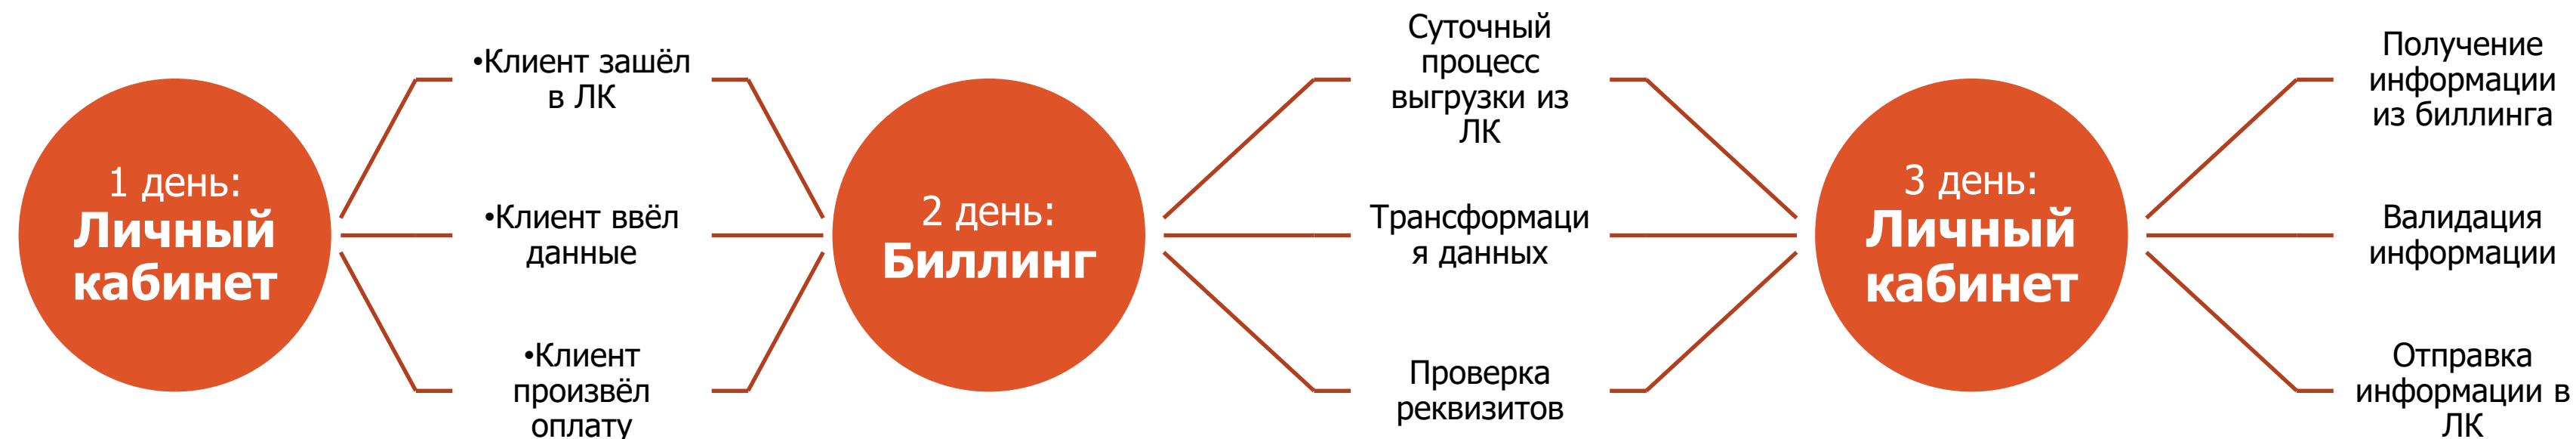 1 день:
Личный
кабинет
•Клиент зашёл
в ЛК
•Клиент ввёл
данные
•Клиент
произвёл
оплату
2 день:
Биллинг
Суточный
процесс
выгрузки из
ЛК
Трансформаци
я данных
Проверка
реквизитов
3 день:
Личный
кабинет
Получение
информации
из биллинга
Валидация
информации
Отправка
информации в
ЛК